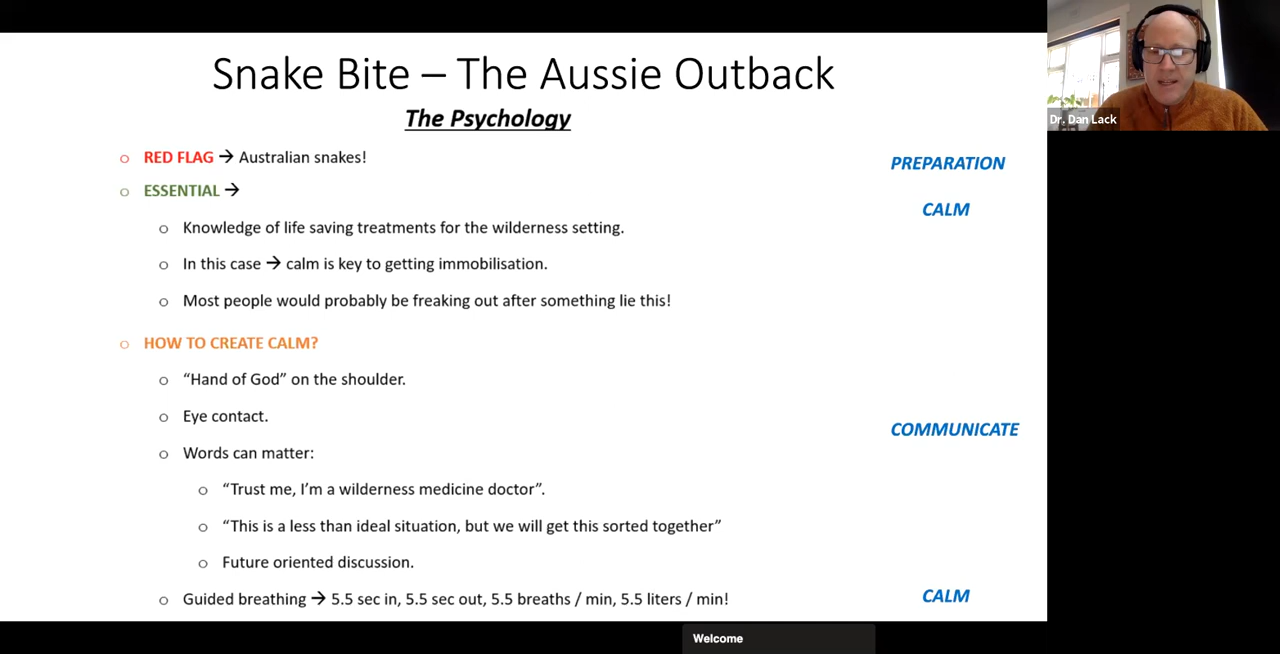 Snake Bite – The Aussie Outback
The Psychology
RED FLAG → Australian snakes!
PREPARATION
ESSENTIAL →
CALM
Knowledge of life saving treatments for the wilderness setting.
In this case → calm is key to getting immobilisation.
Most people would probably be freaking out after something lie this!
HOW TO CREATE CALM?
“Hand of God” on the shoulder.
Eye contact.
COMMUNICATE
Words can matter:
“Trust me, I’m a wilderness medicine doctor”.
“This is a less than ideal situation, but we will get this sorted together”
Future oriented discussion.
Guided breathing → 5.5 sec in, 5.5 sec out, 5.5 breaths / min, 5.5 liters / min!
CALM
Dr. Dan Lack
Welcome